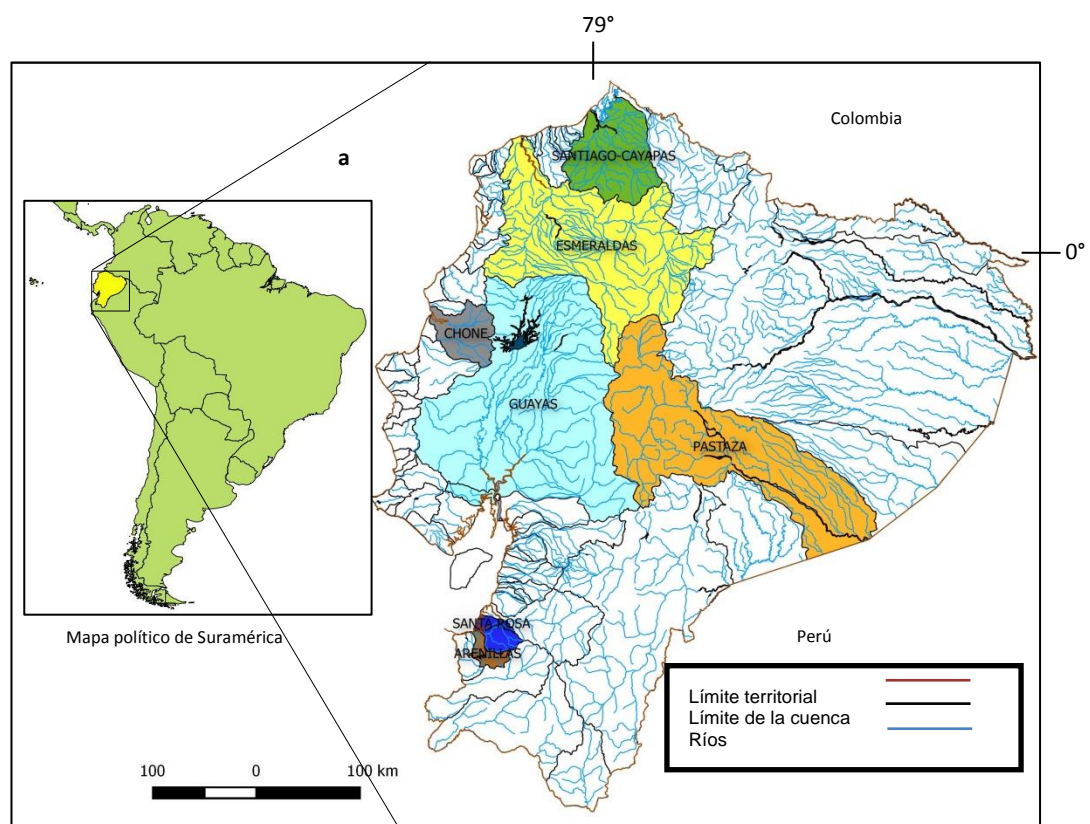 79°
Colombia
a
SANTIAGO-CAYAPAS
ESMERALDAS
0°
CHONE
GUAYAS
PASTAZA
SANTA ROSA
ARENILLAS
Mapa político de Suramérica
Perú
Límite territorial
Límite de la cuenca
Ríos
100 0 100 km